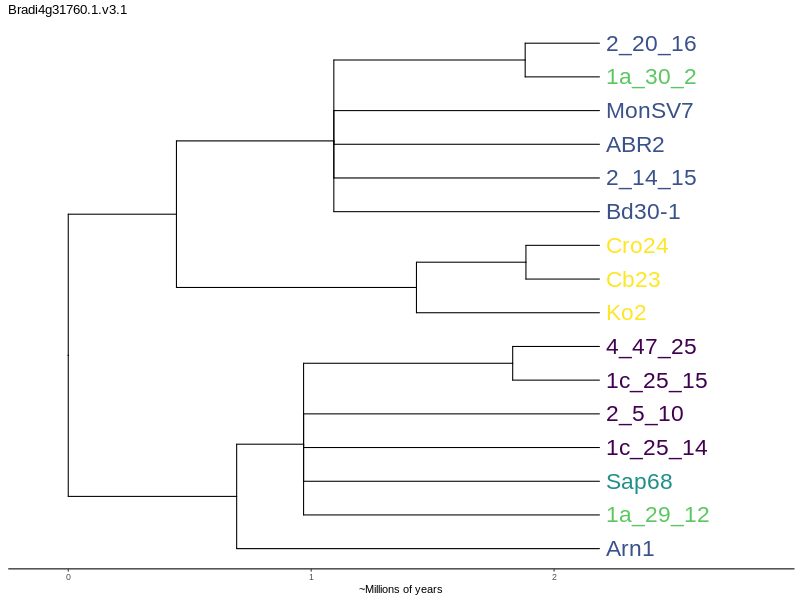 Bradi4g31760.1.v3.1
2_20_16
1a_30_2
MonSV7
ABR2
2_14_15
Bd30-1
Cro24
Cb23
Ko2
4_47_25
1c_25_15
2_5_10
1c_25_14
Sap68
1a_29_12
Arn1
0 1 2
~Millions of years